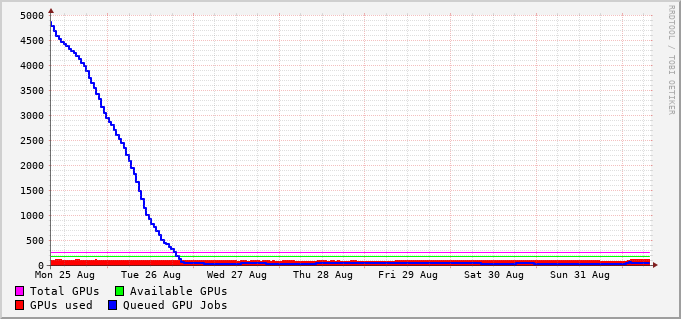 5000
4500
4000
3500
3000
2500
2000
1500
1000
500
0
Mon 25 Aug Tue 26 Aug Wed 27 Aug Thu 28 Aug Fri 29 Aug Sat 30 Aug Sun 31 Aug
Total GPUs Available GPUs
GPUs used Queued GPU Jobs
RRDTOOL / TOBI OETIKER